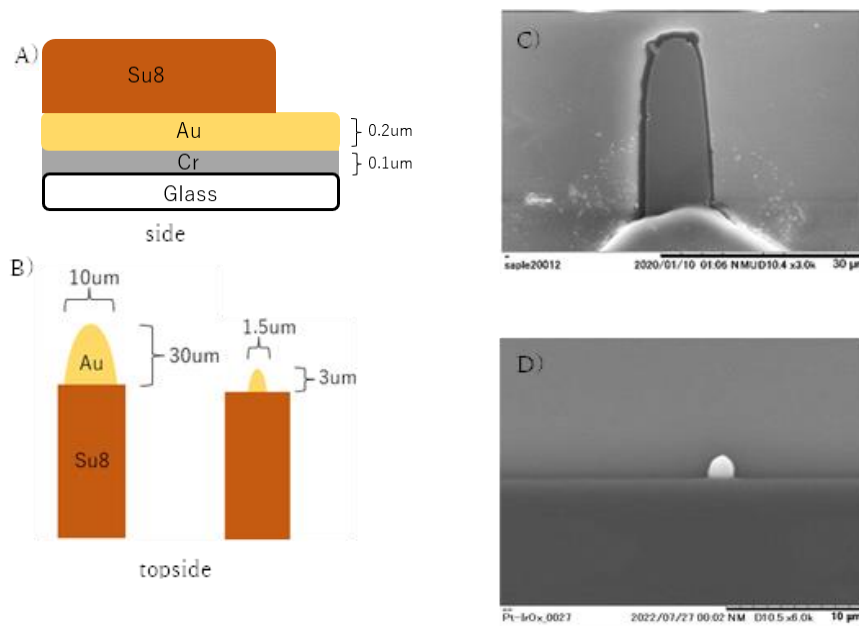 A)
Su8
Au
0.2um
Cr
0.1um
Glass
side
B)
10um
1.5um
Au
30um
3um
Su8
topside
C)
saple20012 2020/01/10 01:06 NMUD10.4 x3.0k 30 µm
D)
Pt-IrOx_0027 2022/07/27 00:02 NM D10.5 x6.0k 10 µm